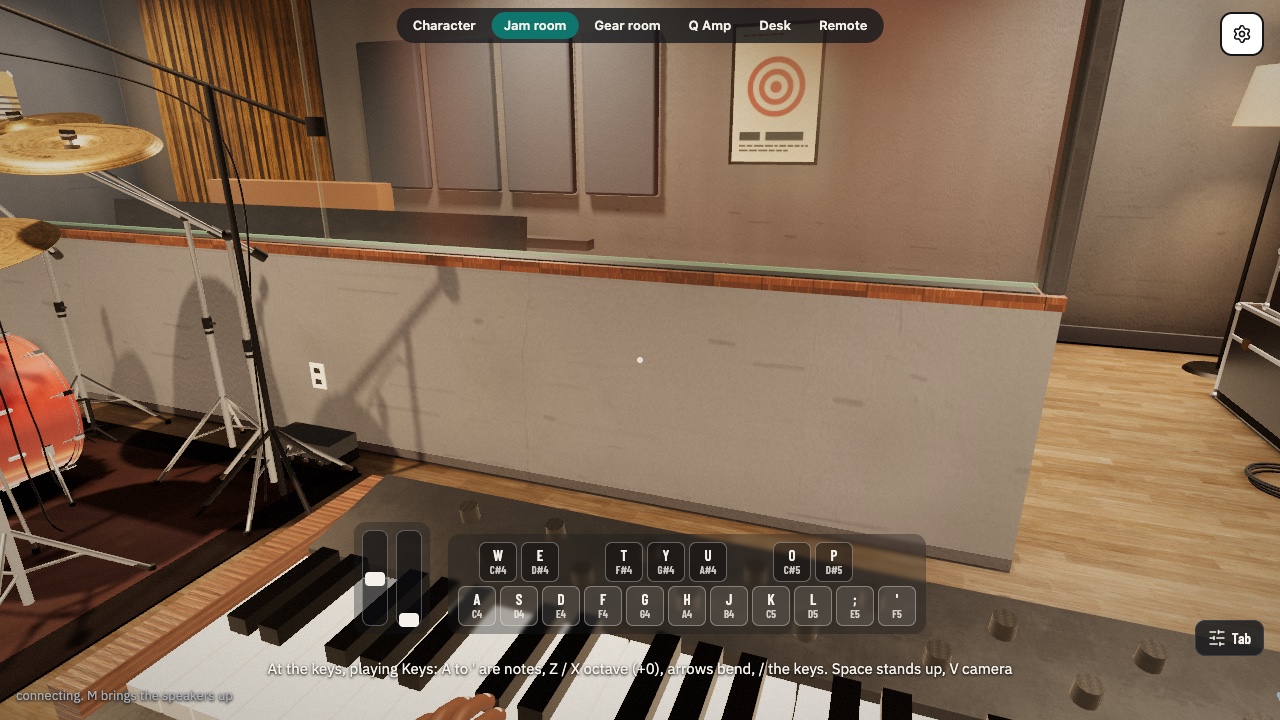 Character Jam room Gear room Q Amp Desk Remote
W E T Y U O P
C#4 D#4 F#4 G#4 A#4 C#5 D#5
A S D F G H J K L ; '
C4 D4 E4 F4 G4 A4 B4 C5 D5 E5 F5
Tab
At the keys, playing Keys: A to ' are notes, Z / X octave (+0), arrows bend, / the keys. Space stands up, V camera
connecting, M brings the speakers up